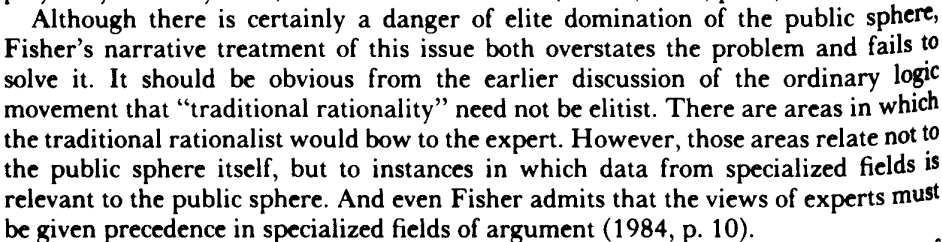 Although there is certainly a danger of elite domination of the public sphere,
Fisher's narrative treatment of this issue both overstates the problem and fails to
solve it. It should be obvious from the earlier discussion of the ordinary logic
movement that "traditional rationality" need not be elitist. There are areas in which
the traditional rationalist would bow to the expert. However, those areas relate not to
the public sphere itself, but to instances in which data from specialized fields is
relevant to the public sphere. And even Fisher admits that the views of experts must
be given precedence in specialized fields of argument (1984, p. 10).